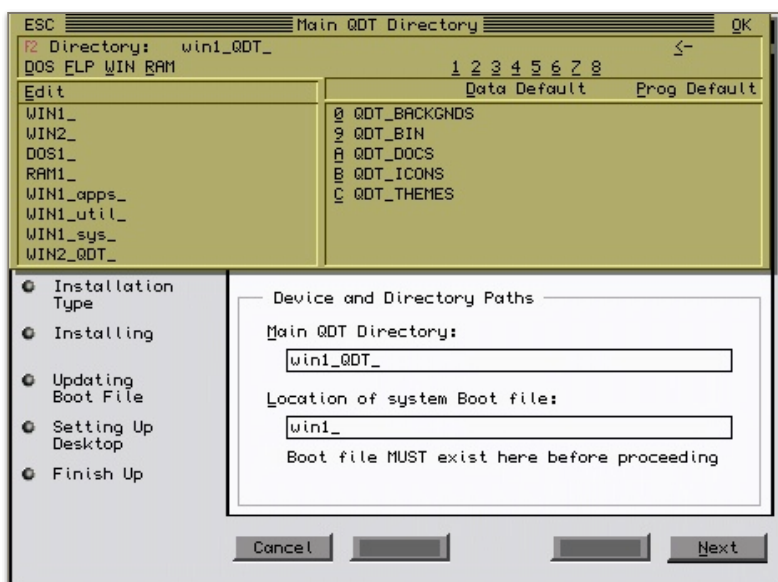 ESC Main QDT Directory OK
F2 Directory: win1_QDT_ <-
DOS FLP WIN RAM 1 2 3 4 5 6 7 8
Edit Data Default Prog Default
WIN1_
WIN2_
DOS1_
RAM1_
WIN1_apps_
WIN1_util_
WIN1_sys_
WIN2_QDT_
0 QDT_BACKGNDS
9 QDT_BIN
A QDT_DOCS
B QDT_ICONS
C QDT_THEMES
Installation
Type
Installing
Updating
Boot File
Setting Up
Desktop
Finish Up
Device and Directory Paths
Main QDT Directory:
win1_QDT_
Location of system Boot file:
win1_
Boot file MUST exist here before proceeding
Cancel Next